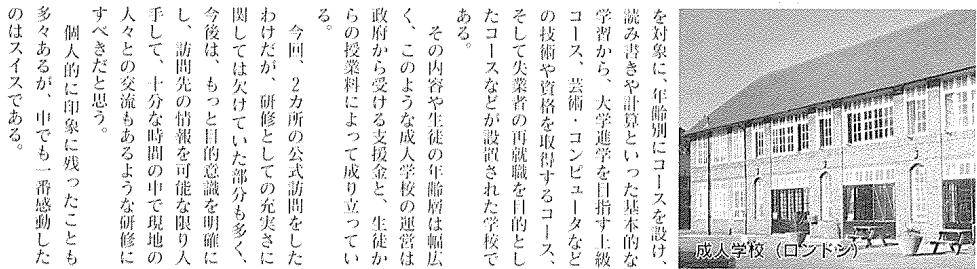 を対象に、年齢別にコースを設け、
読み書きや計算といった基本的な
学習から、大学進学を目指す上級
コース、芸術・コンピュータなど
の技術や資格を取得するコース、
そして失業者の再就職を目的とし
たコースなどが設置された学校で
ある。
その内容や生徒の年齢層は幅広
く、このような成人学校の運営は
政府から受ける支援金と、生徒か
らの授業料によって成り立ってい
る。
今回、2カ所の公式訪問をした
わけだが、研修としての充実さに
関しては欠けていた部分も多く、
今後は、もっと目的意識を明確に
し、訪問先の情報を可能な限り入
手して、十分な時間の中で現地の
人々との交流もあるような研修に
すべきだと思う。
個人的に印象に残ったことも
多々あるが、中でも一番感動した
のはスイスである。
成人学校（ロンドン）